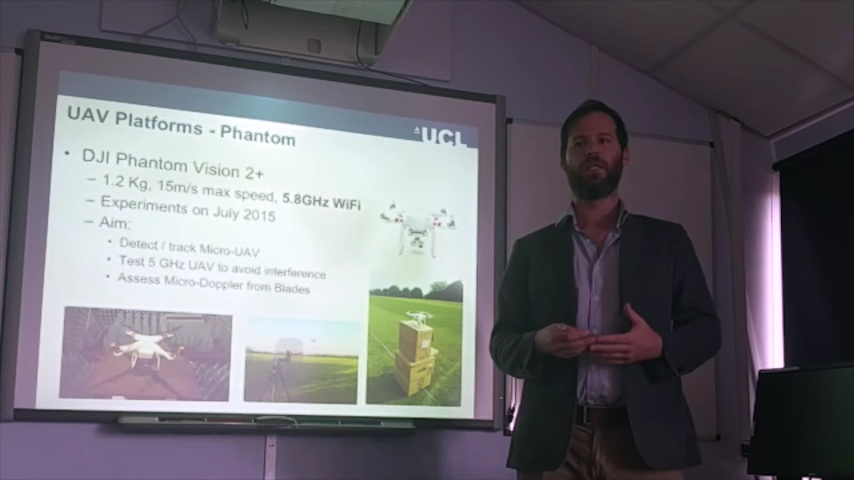 UAV Platforms - Phantom
UCL
• DJI Phantom Vision 2+
– 1.2 Kg, 15m/s max speed, 5.8GHz WiFi
– Experiments on July 2015
– Aim:
• Detect / track Micro-UAV
• Test 5 GHz UAV to avoid interference
• Assess Micro-Doppler from Blades